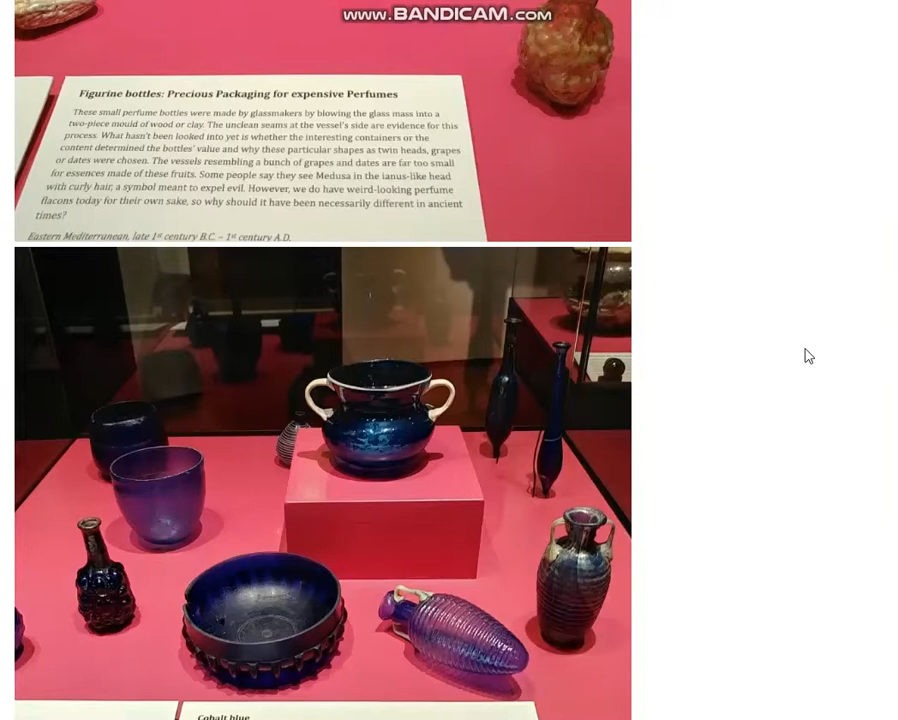 www.BANDICAM.com
Figurine bottles: Precious Packaging for expensive Perfumes
These small perfume bottles were made by glassmakers by blowing the glass mass into a
two-piece mould of wood or clay. The unclean seams at the vessel's side are evidence for this
process. What hasn't been looked into yet is whether the interesting containers or the
content determined the bottles' value and why these particular shapes as twin heads, grapes
or dates were chosen. The vessels resembling a bunch of grapes and dates are far too small
for essences made of these fruits. Some people say they see Medusa in the ianus-like head
with curly hair, a symbol meant to expel evil. However, we do have weird-looking perfume
flacons today for their own sake, so why should it have been necessarily different in ancient
times?
Eastern Mediterranean, late 1st century B.C. – 1st century A.D.
Cobalt blue